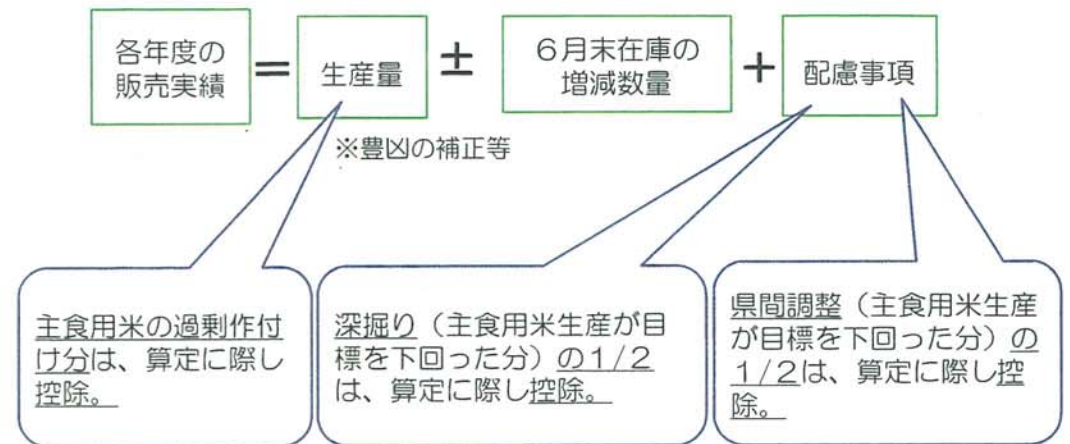 各年度の
販売実績
＝
生産量
±
６月末在庫の
増減数量
＋
配慮事項
※豊凶の補正等
主食用米の過剰作付
け分は、算定に際し
控除。
深掘り（主食用米生産が目
標を下回った分）の１/２
は、算定に際し控除。
県間調整（主食用米生産
が目標を下回った分）の
１/２は、算定に際し控
除。